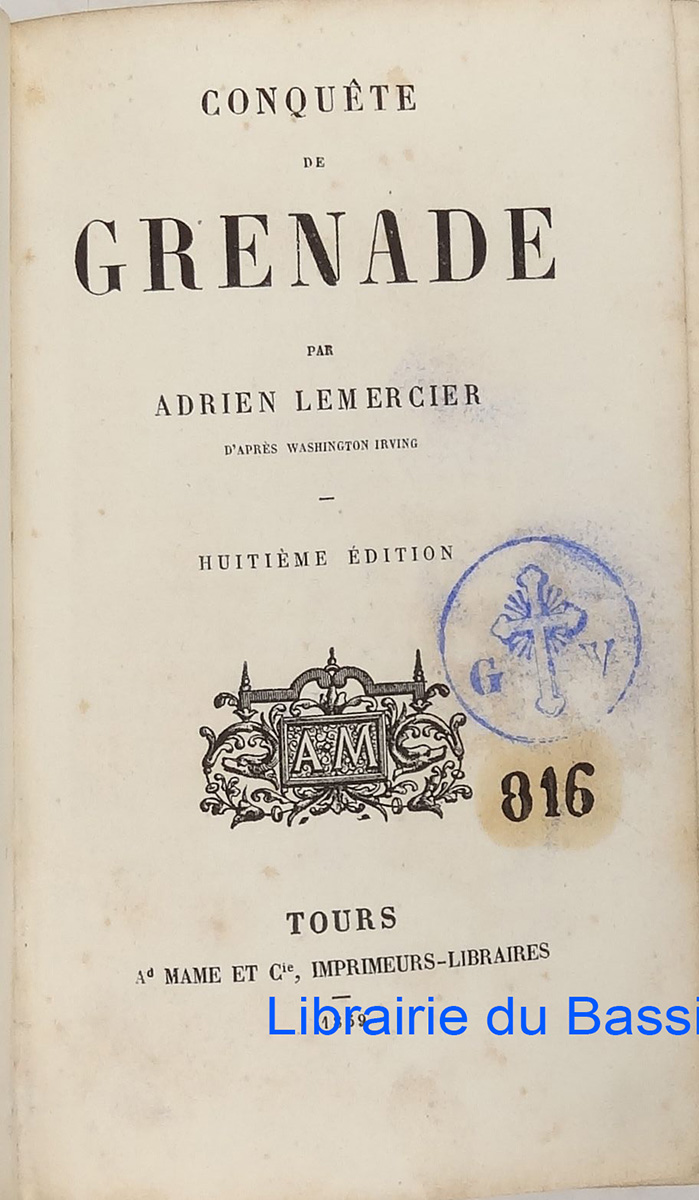 CONQUÊTE
DE
GRENADE
PAR
ADRIEN LEMERCIER
D'APRÈS WASHINGTON IRVING
HUITIÈME ÉDITION
G V
AM
816
TOURS
Ad MAME ET Cie, IMPRIMEURS-LIBRAIRES
Librairie du Bassi